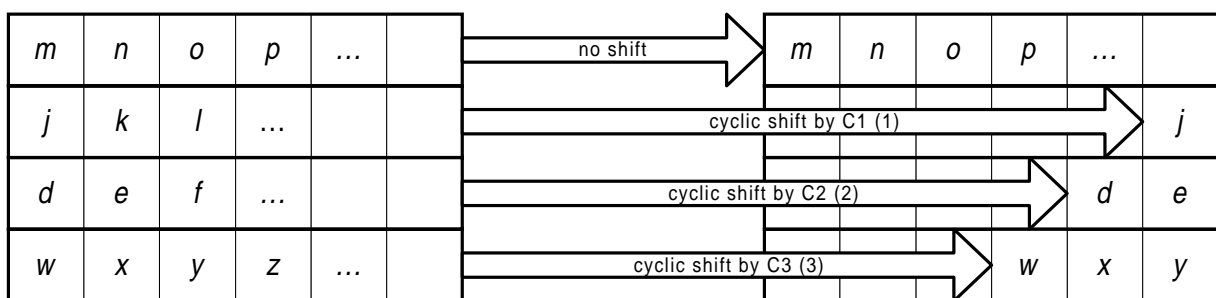 m n o p ... no shift m n o p ...
j k l ... cyclic shift by C1 (1) j
d e f ... cyclic shift by C2 (2) d e
w x y z ... cyclic shift by C3 (3) w x y